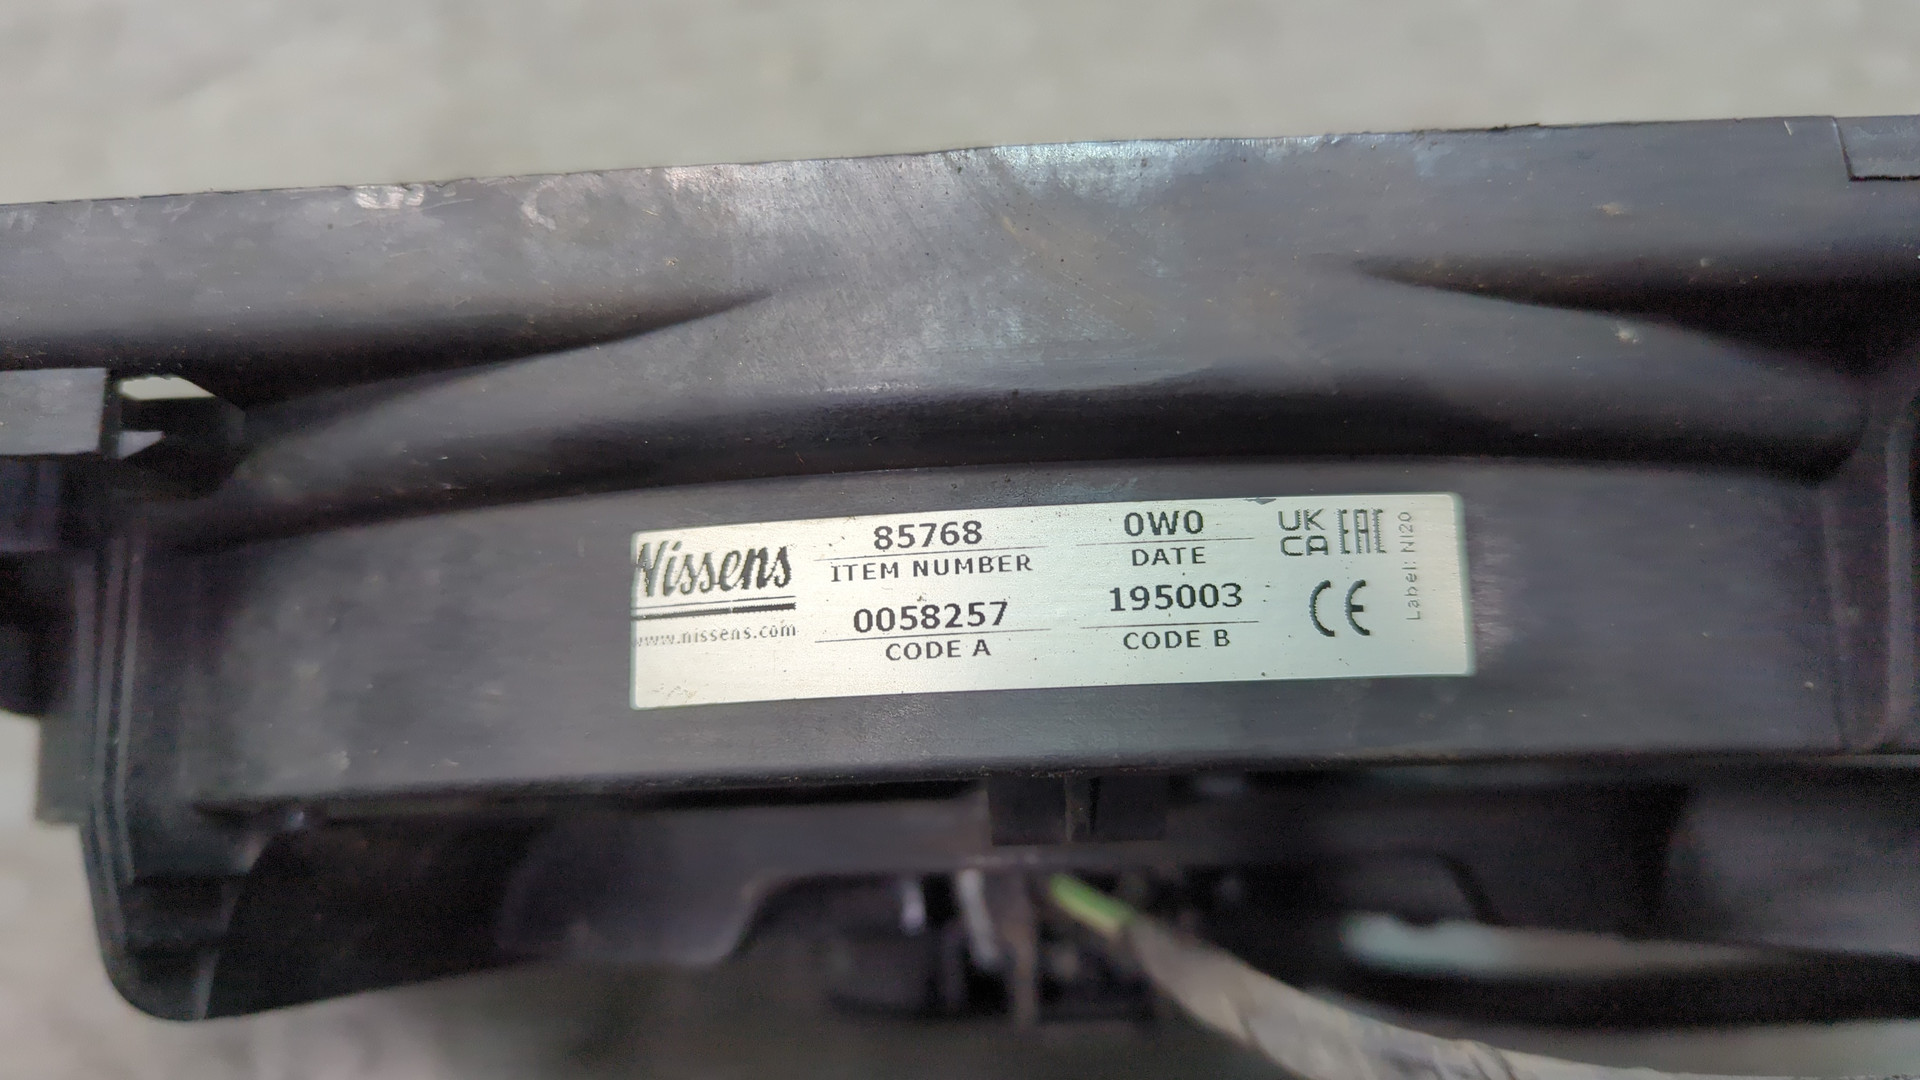 Nissens
www.nissens.com
85768
ITEM NUMBER
0058257
CODE A
0W0
DATE
195003
CODE B
UK
CA
EAC
CE
Label: NI20